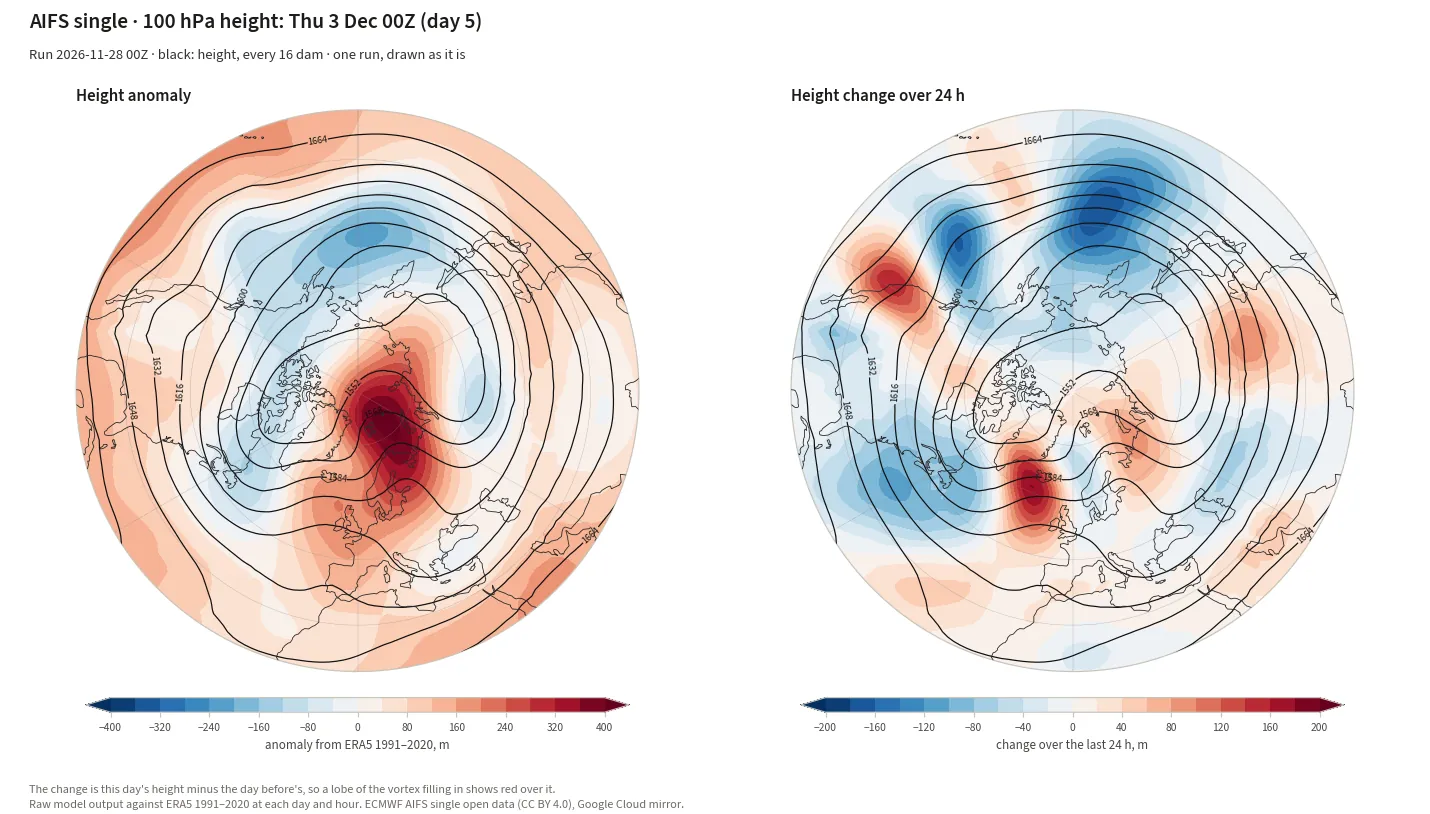 AIFS single · 100 hPa height: Thu 3 Dec 00Z (day 5)
Run 2026-11-28 00Z · black: height, every 16 dam · one run, drawn as it is
Height anomaly
Height change over 24 h
1664
1600
1632
1616
1648
1552
1568
1584
1664
1664
1600
1632
1616
1648
1552
1568
1584
1664
−400 −320 −240 −160 −80 0 80 160 240 320 400
anomaly from ERA5 1991–2020, m
−200 −160 −120 −80 −40 0 40 80 120 160 200
change over the last 24 h, m
The change is this day's height minus the day before's, so a lobe of the vortex filling in shows red over it.
Raw model output against ERA5 1991–2020 at each day and hour. ECMWF AIFS single open data (CC BY 4.0), Google Cloud mirror.